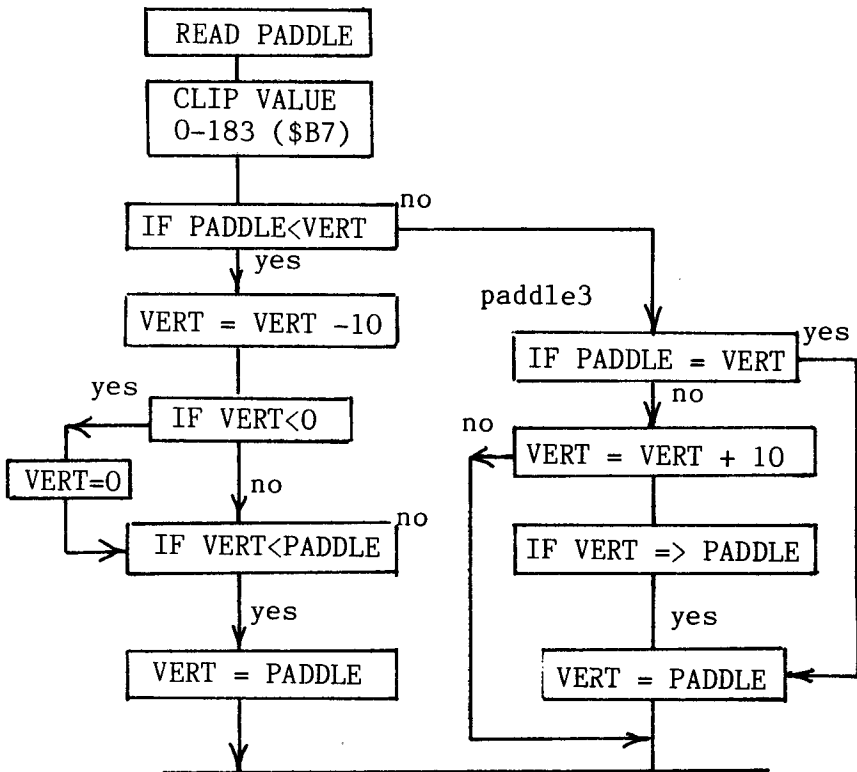 READ PADDLE
CLIP VALUE
0-183 ($B7)
IF PADDLE<VERT
no
yes
VERT = VERT -10
paddle3
IF PADDLE = VERT
yes
yes
IF VERT<0
no
no
VERT = VERT + 10
VERT=0
no
IF VERT<PADDLE
no
IF VERT => PADDLE
yes
yes
VERT = PADDLE
VERT = PADDLE